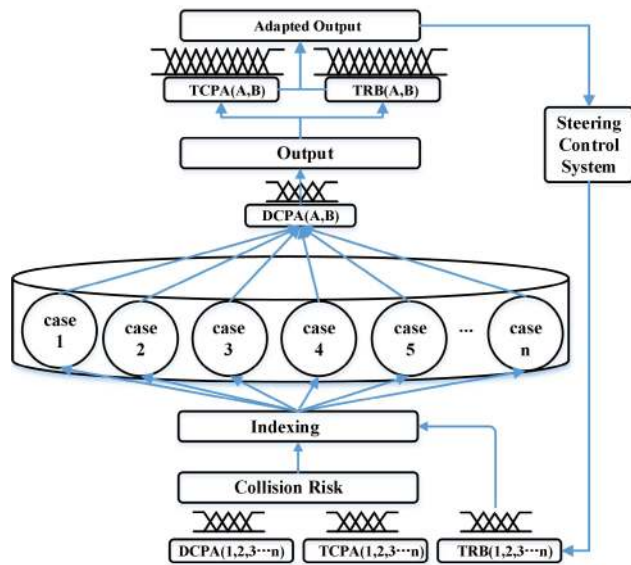 Adapted Output
TCPA(A,B)
TRB(A,B)
Steering
Control
System
Output
DCPA(A,B)
case
1
case
2
case
3
case
4
case
5
...
case
n
Indexing
Collision Risk
DCPA(1,2,3···n)
TCPA(1,2,3···n)
TRB(1,2,3···n)